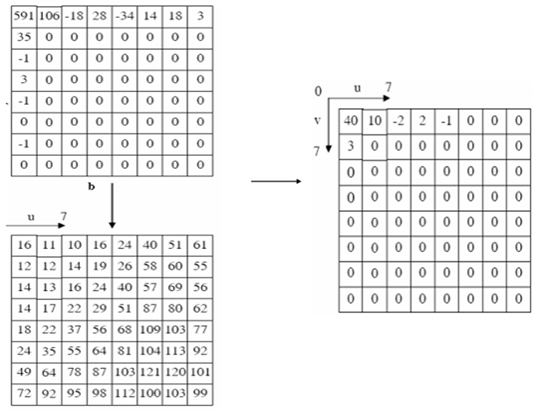 591 106 -18 28 -34 14 18 3
35 0 0 0 0 0 0 0
-1 0 0 0 0 0 0 0
3 0 0 0 0 0 0 0
-1 0 0 0 0 0 0 0
0 0 0 0 0 0 0 0
-1 0 0 0 0 0 0 0
0 0 0 0 0 0 0 0
b
u 7
16 11 10 16 24 40 51 61
12 12 14 19 26 58 60 55
14 13 16 24 40 57 69 56
14 17 22 29 51 87 80 62
18 22 37 56 68 109 103 77
24 35 55 64 81 104 113 92
49 64 78 87 103 121 120 101
72 92 95 98 112 100 103 99
0 u 7
v
7
40 10 -2 2 -1 0 0 0
3 0 0 0 0 0 0 0
0 0 0 0 0 0 0 0
0 0 0 0 0 0 0 0
0 0 0 0 0 0 0 0
0 0 0 0 0 0 0 0
0 0 0 0 0 0 0 0
0 0 0 0 0 0 0 0